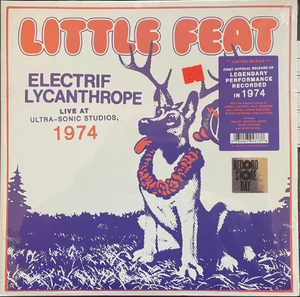 LITTLE FEAT
ELECTRIF
LYCANTHROPE
LIVE AT
ULTRA-SONIC STUDIOS,
1974
LIMITED EDITION
FIRST OFFICIAL RELEASE OF
LEGENDARY
PERFORMANCE
RECORDED
IN 1974
RECORD
STORE
DAY